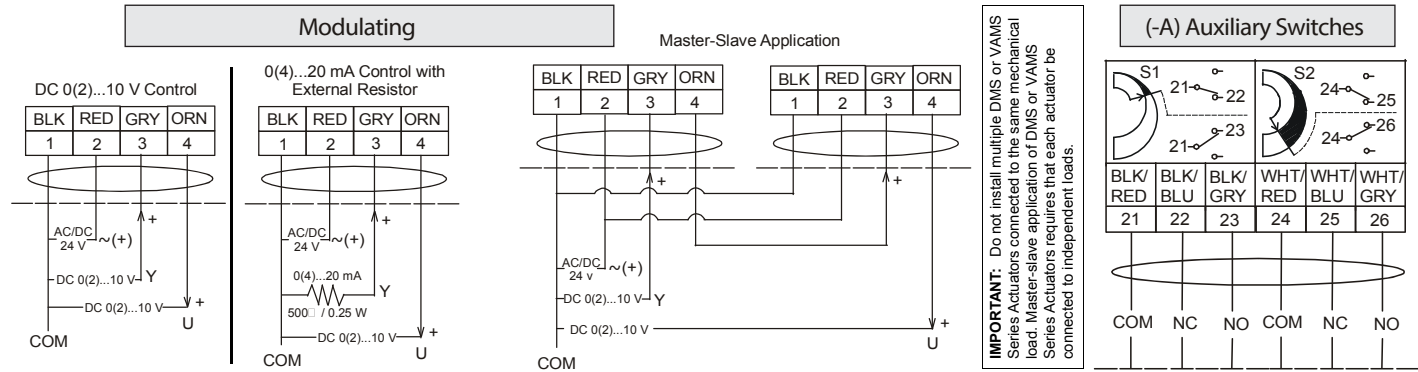 Modulating
DC 0(2)...10 V Control
BLK RED GRY ORN
1 2 3 4
AC/DC
24 V
~(+)
+
DC 0(2)...10 V
Y
DC 0(2)...10 V
+
U
COM
0(4)...20 mA Control with
External Resistor
BLK RED GRY ORN
1 2 3 4
+
AC/DC
24 V
~(+)
0(4)...20 mA
Y
500□ / 0.25 W
DC 0(2)...10 V
+
U
COM
Master-Slave Application
BLK RED GRY ORN
1 2 3 4
BLK RED GRY ORN
1 2 3 4
+
+
AC/DC
24 v
~(+)
DC 0(2)...10 V
Y
DC 0(2)...10 V
+
U
COM
IMPORTANT: Do not install multiple DMS or VAMS
Series Actuators connected to the same mechanical
load. Master-slave application of DMS or VAMS
Series Actuators requires that each actuator be
connected to independent loads.
(-A) Auxiliary Switches
S1
21
22
23
21
S2
24
25
26
24
BLK/
RED
BLK/
BLU
BLK/
GRY
WHT/
RED
WHT/
BLU
WHT/
GRY
21 22 23 24 25 26
COM NC NO COM NC NO